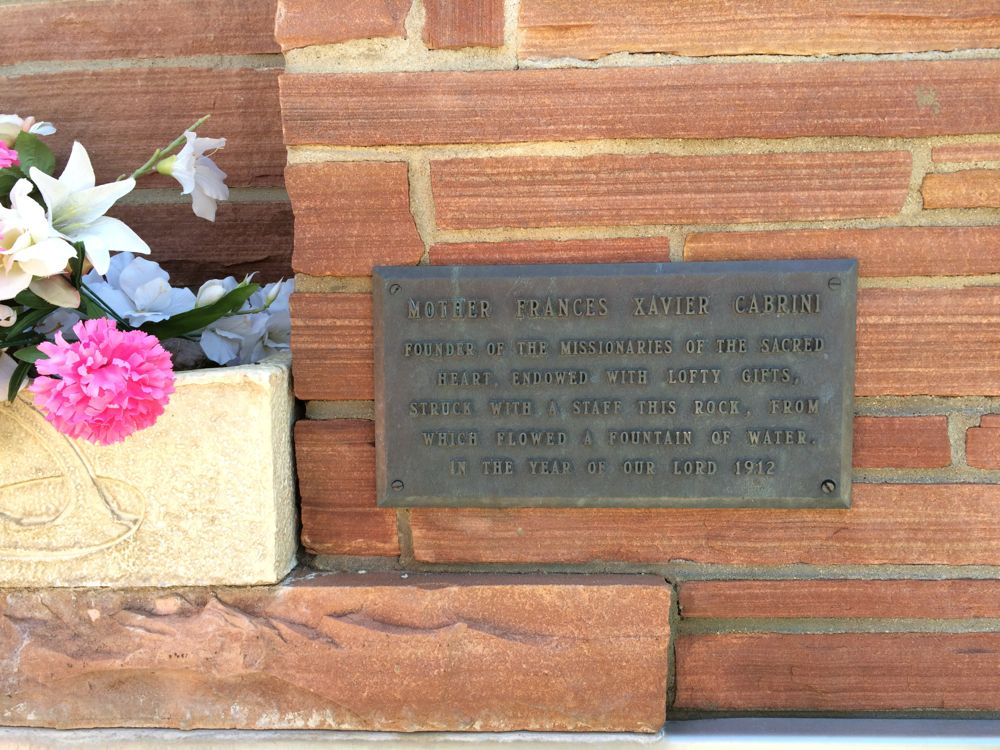 MOTHER FRANCES XAVIER CABRINI
FOUNDER OF THE MISSIONARIES OF THE SACRED
HEART, ENDOWED WITH LOFTY GIFTS,
STRUCK WITH A STAFF THIS ROCK, FROM
WHICH FLOWED A FOUNTAIN OF WATER.
IN THE YEAR OF OUR LORD 1912